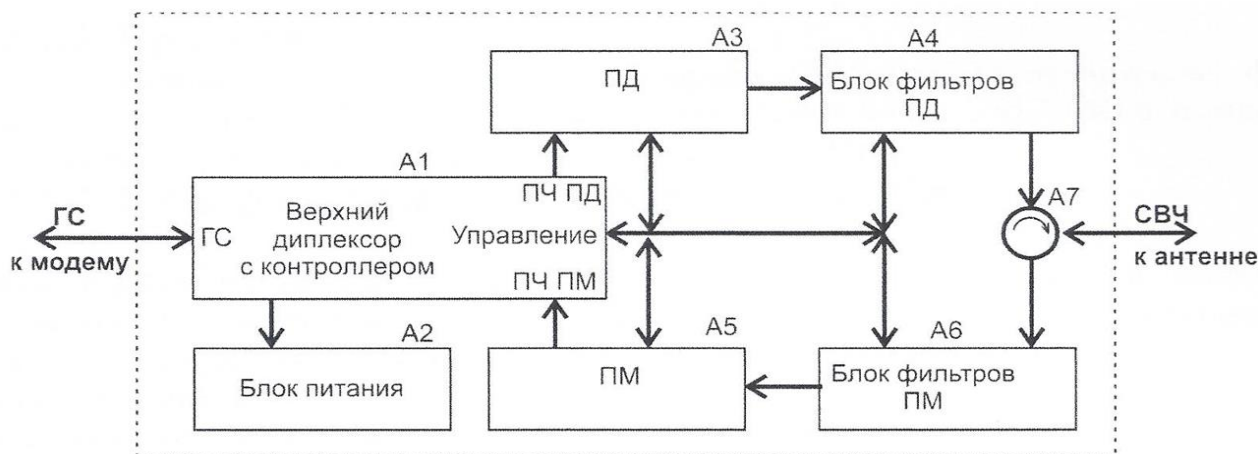 А3
А4
ПД
Блок фильтров
ПД
А1
ПЧ ПД
А7
ГС
к модему
ГС
Верхний
диплексор
с контроллером
Управление
ПЧ ПМ
СВЧ
к антенне
А2
Блок питания
А5
ПМ
А6
Блок фильтров
ПМ